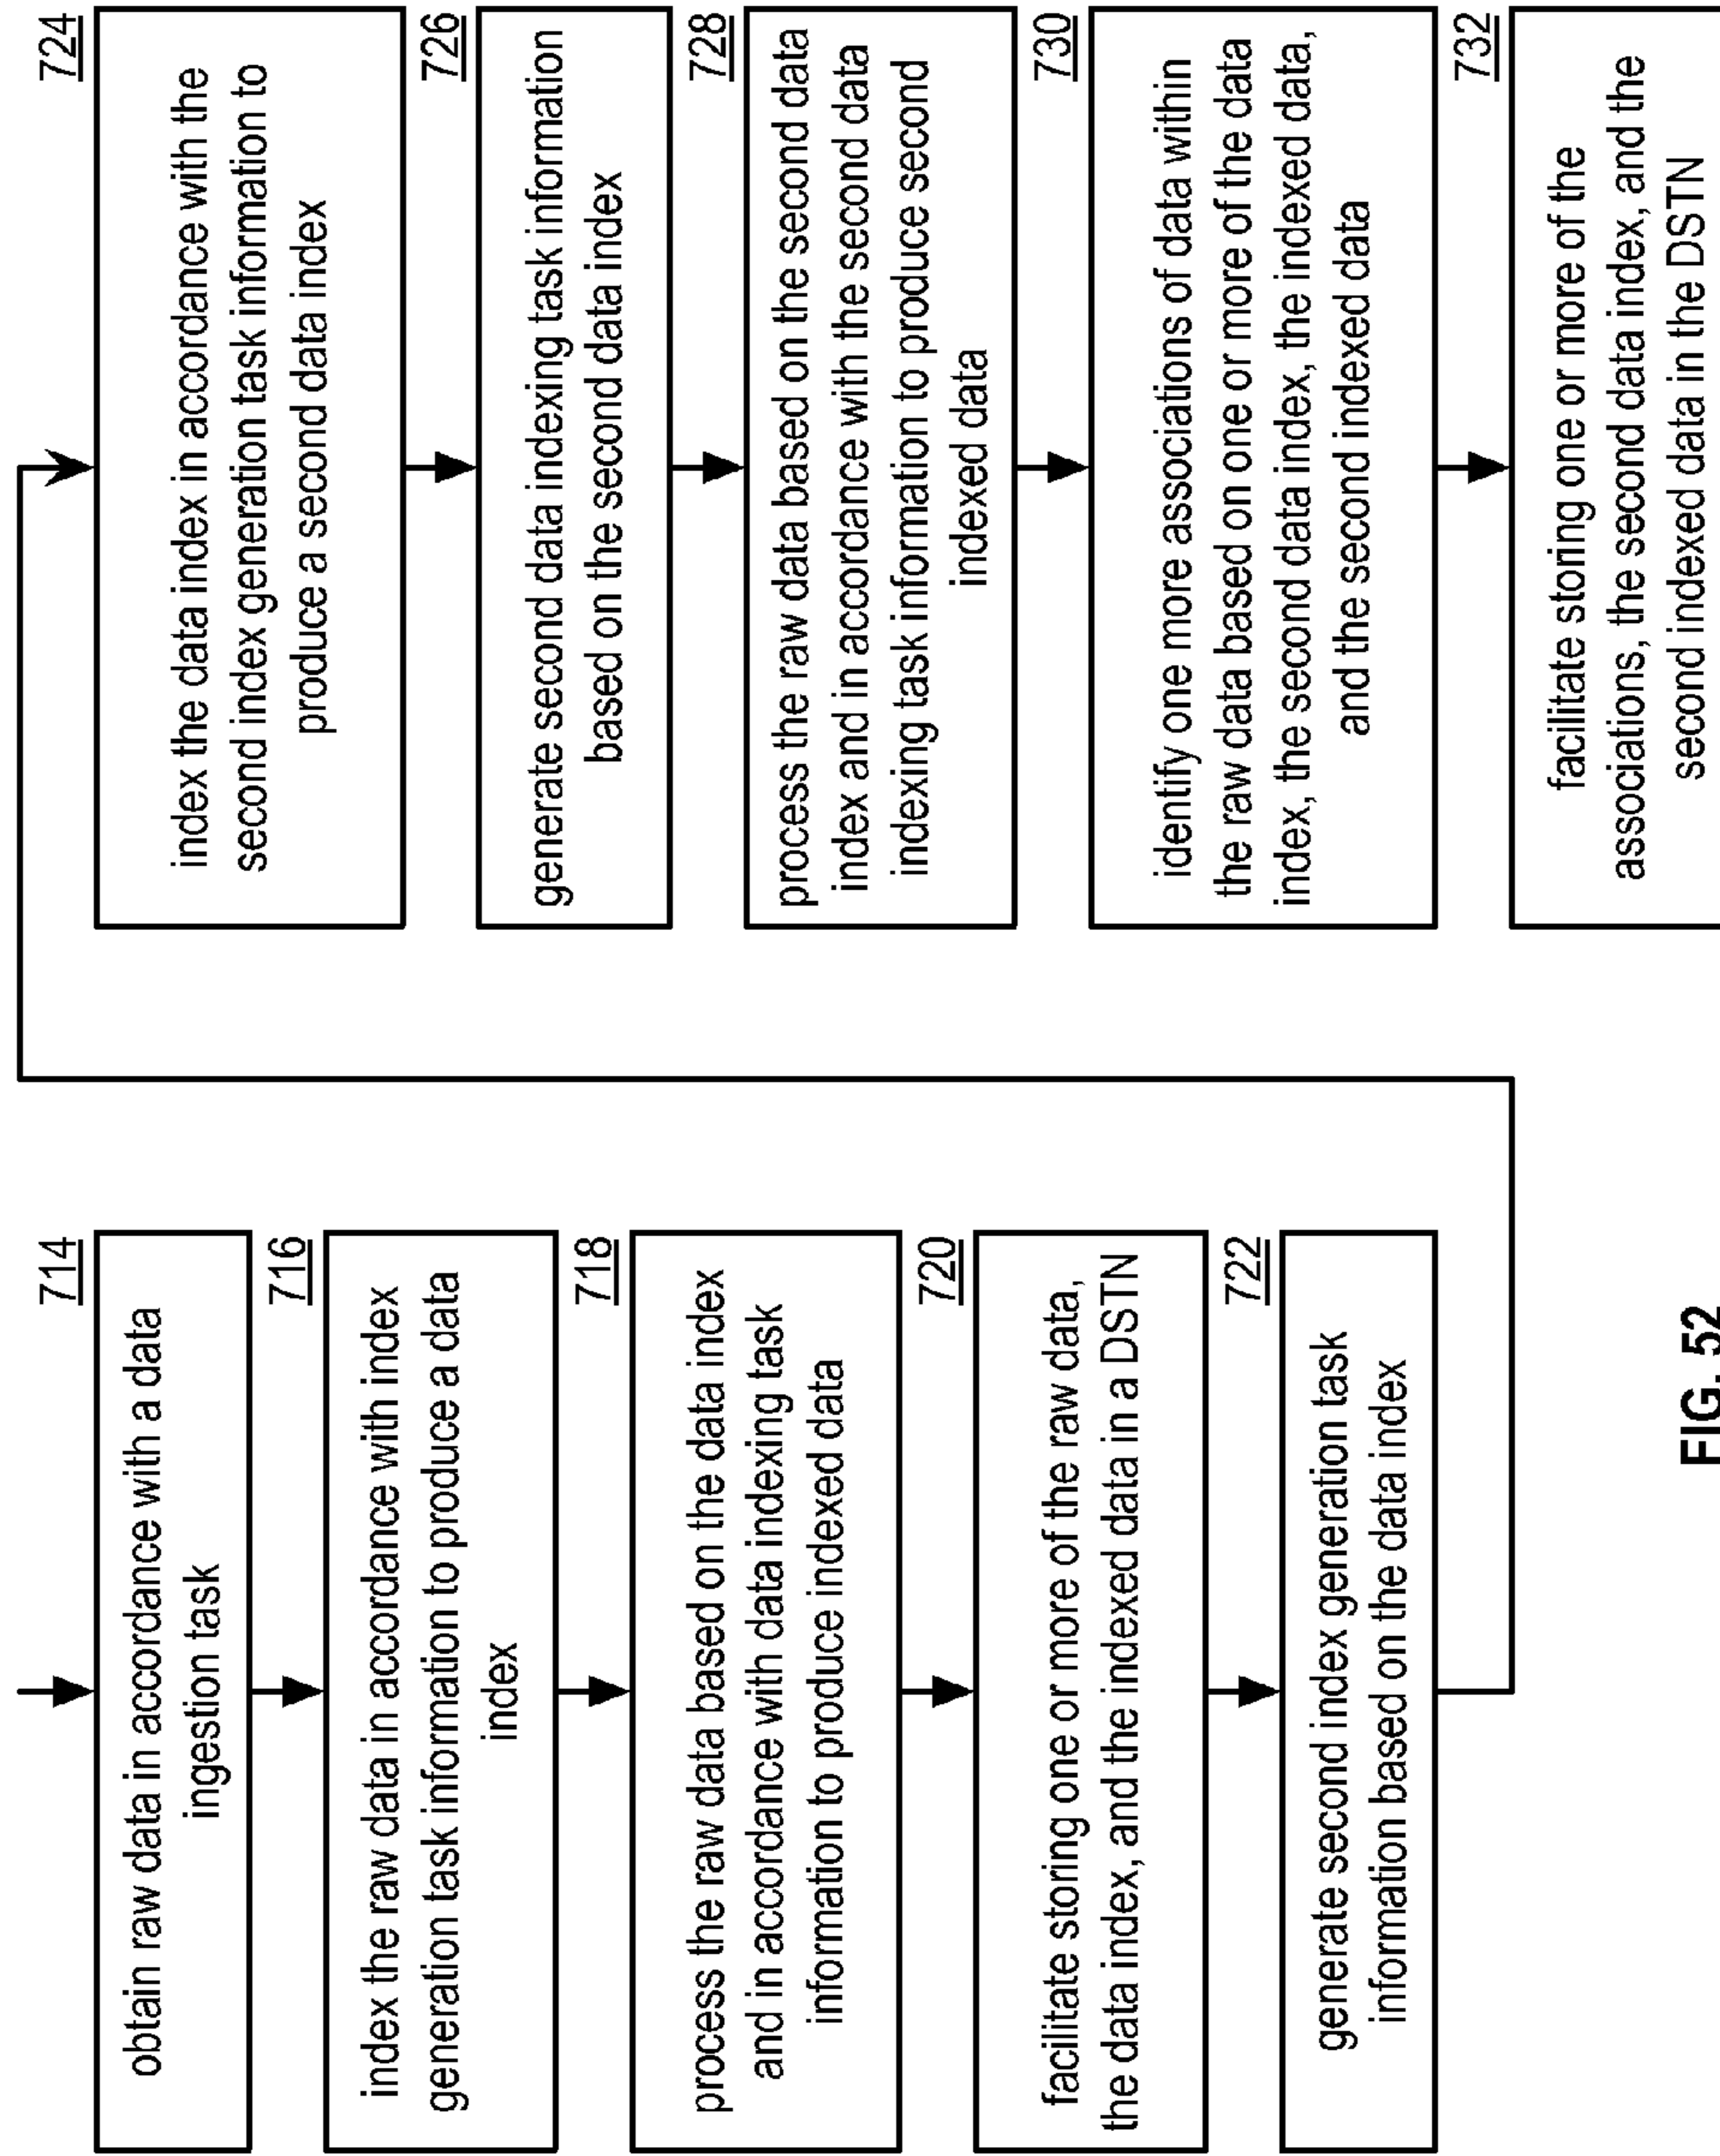 714
obtain raw data in accordance with a data
ingestion task
716
index the raw data in accordance with index
generation task information to produce a data
index
718
process the raw data based on the data index
and in accordance with data indexing task
information to produce indexed data
720
facilitate storing one or more of the raw data,
the data index, and the indexed data in a DSTN
722
generate second index generation task
information based on the data index
724
index the data index in accordance with the
second index generation task information to
produce a second data index
726
generate second data indexing task information
based on the second data index
728
process the raw data based on the second data
index and in accordance with the second data
indexing task information to produce second
indexed data
730
identify one more associations of data within
the raw data based on one or more of the data
index, the second data index, the indexed data,
and the second indexed data
732
facilitate storing one or more of the
associations, the second data index, and the
second indexed data in the DSTN
FIG. 52